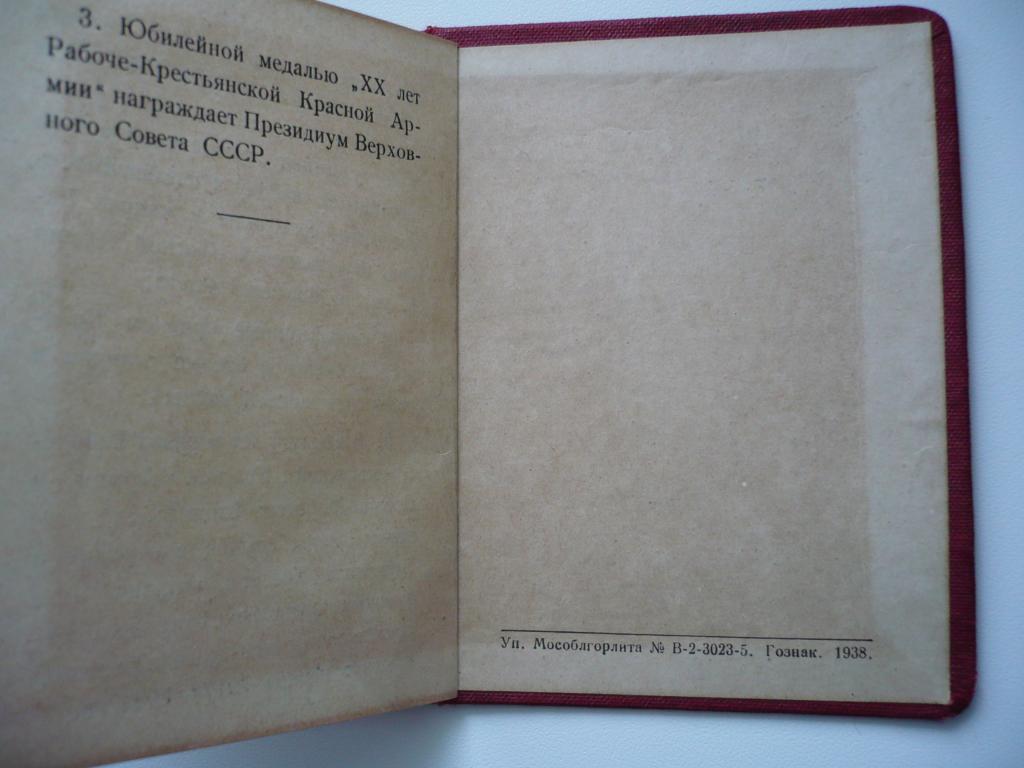 3. Юбилейной медалью „XX лет
Рабоче-Крестьянской Красной Ар-
мии“ награждает Президиум Верхов-
ного Совета СССР.
Уп. Мособлгорлита № В-2-3023-5. Гознак. 1938.